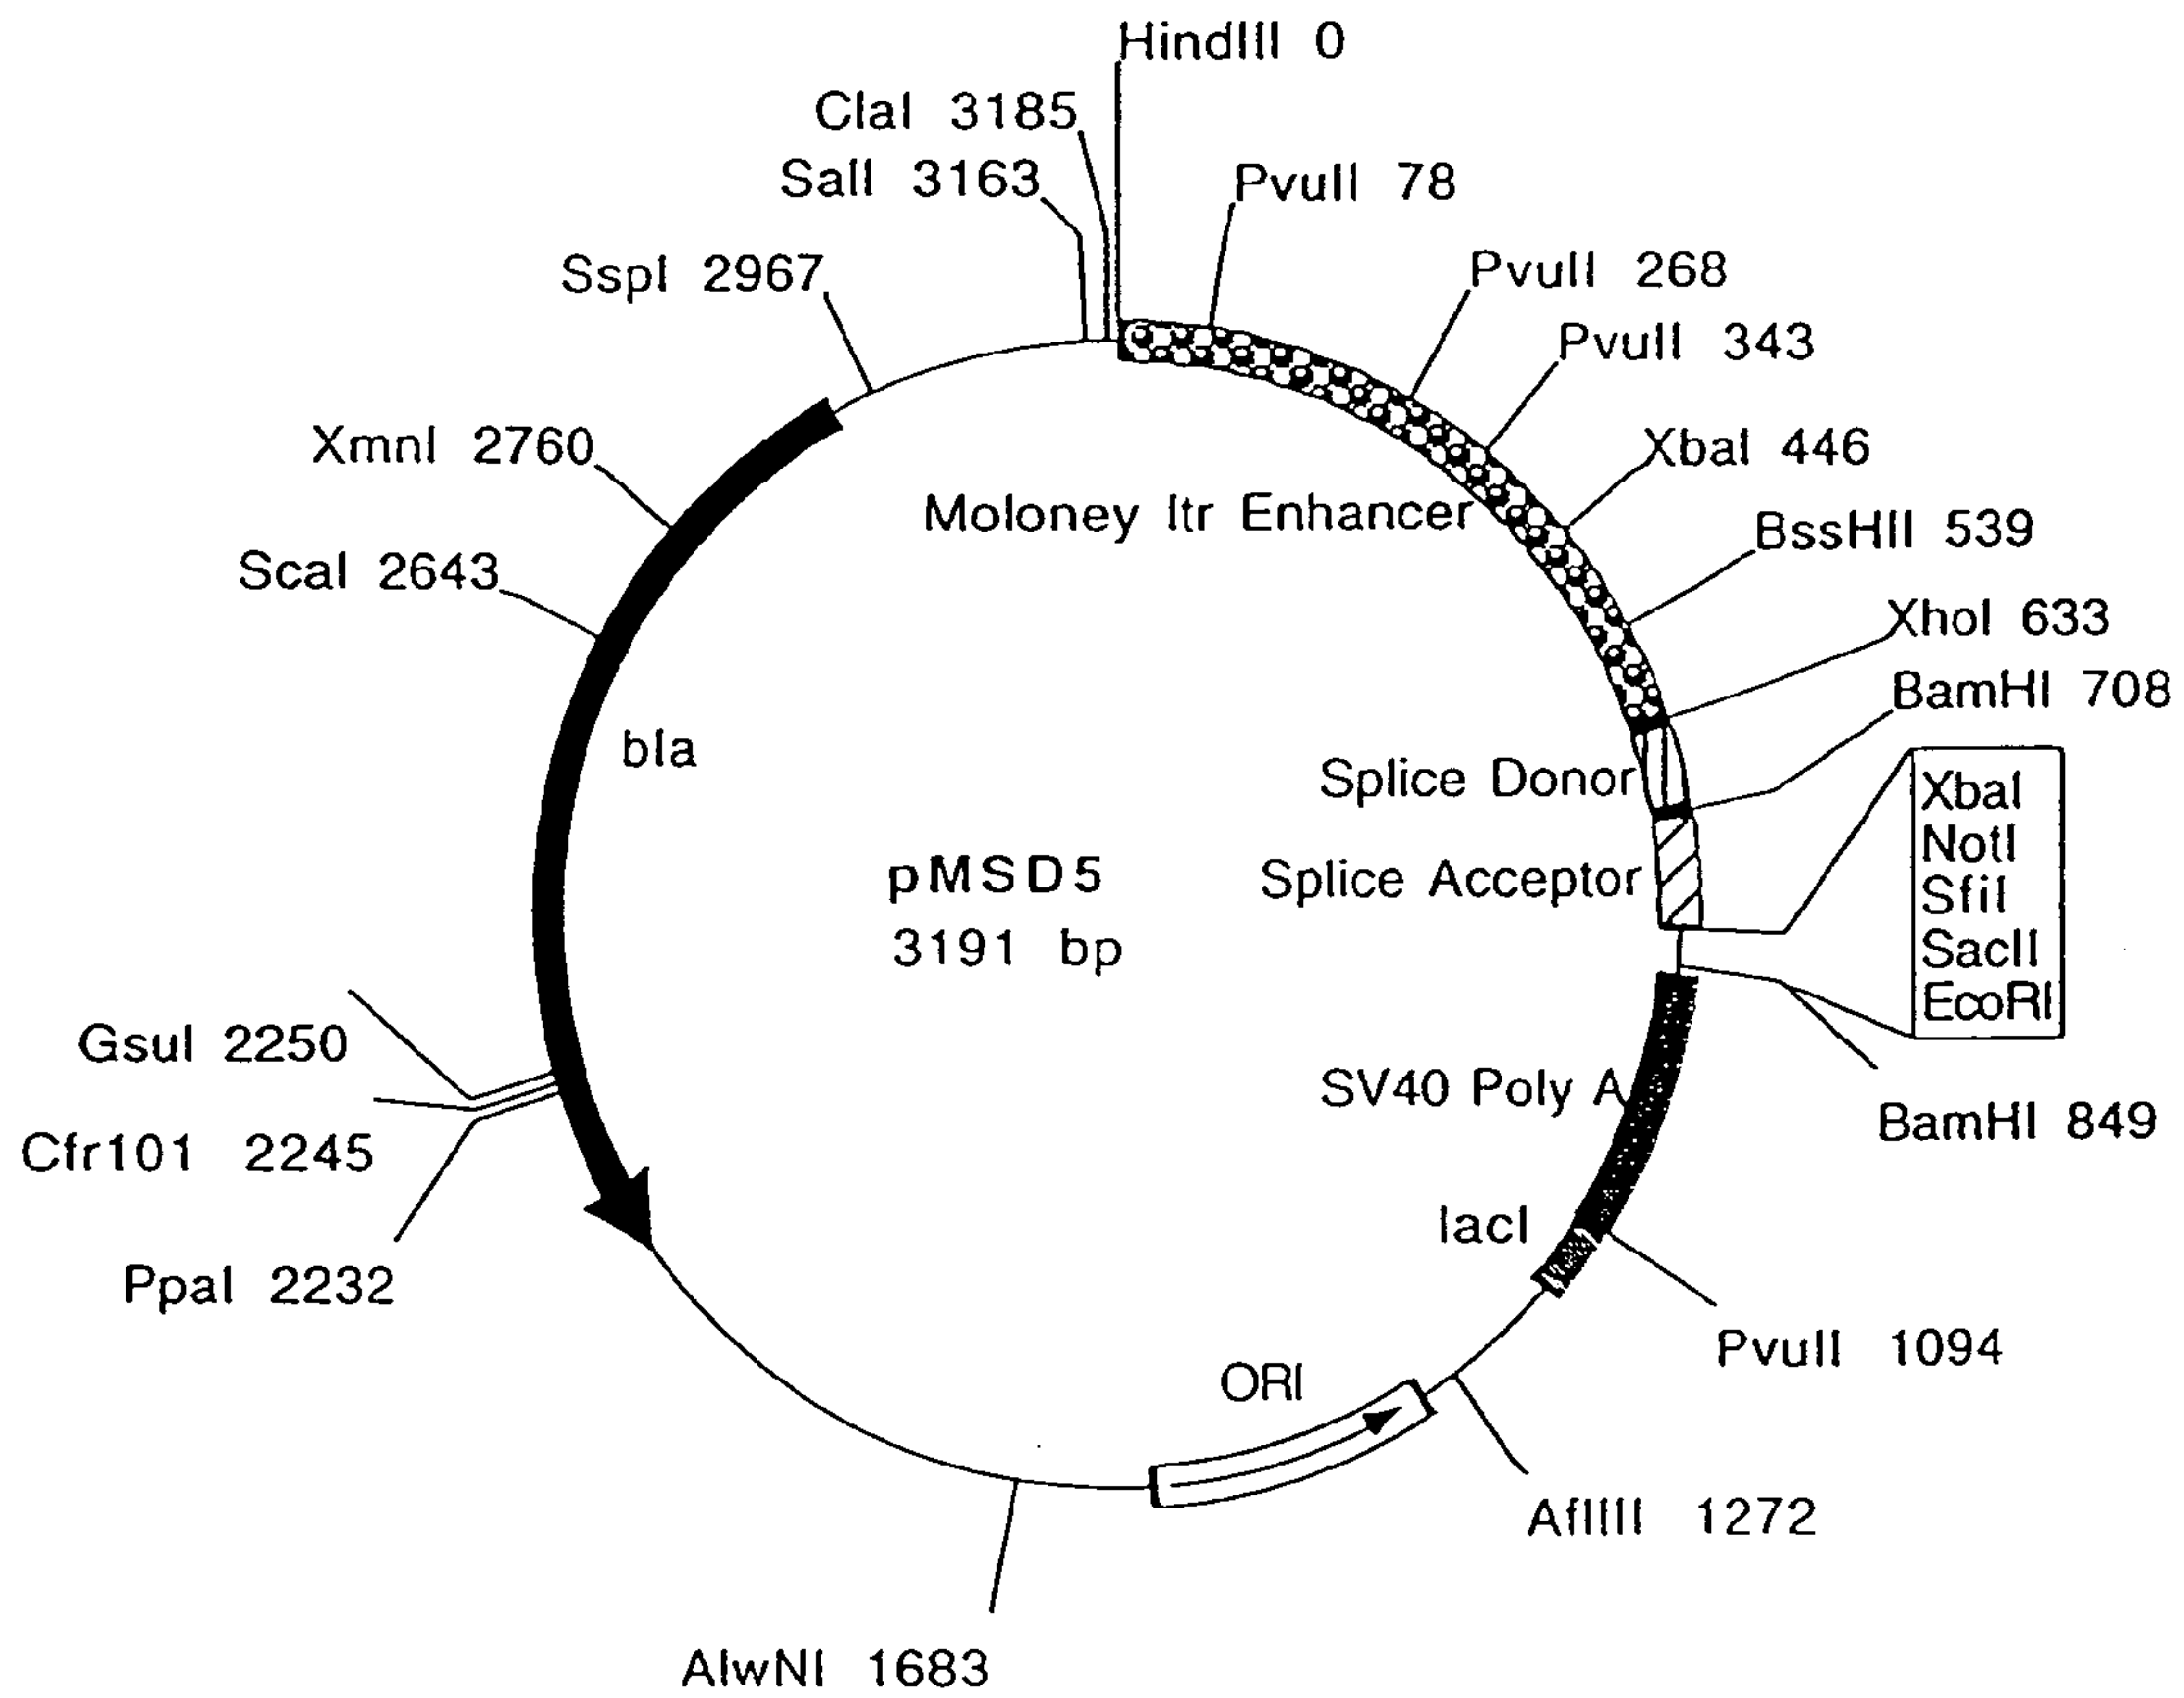 HindIII 0
ClaI 3185
SalI 3163
PvuII 78
SspI 2967
PvuII 268
PvuII 343
XmnI 2760
XbaI 446
Moloney ltr Enhancer
BssHII 539
ScaI 2643
XhoI 633
BamHI 708
bla
Splice Donor
XbaI
NotI
SfiI
SacII
EcoRI
pMSD5
3191 bp
Splice Acceptor
GsuI 2250
SV40 Poly A
BamHI 849
Cfr101 2245
lacI
PpaI 2232
PvuII 1094
ORI
AflIII 1272
AlwNI 1683